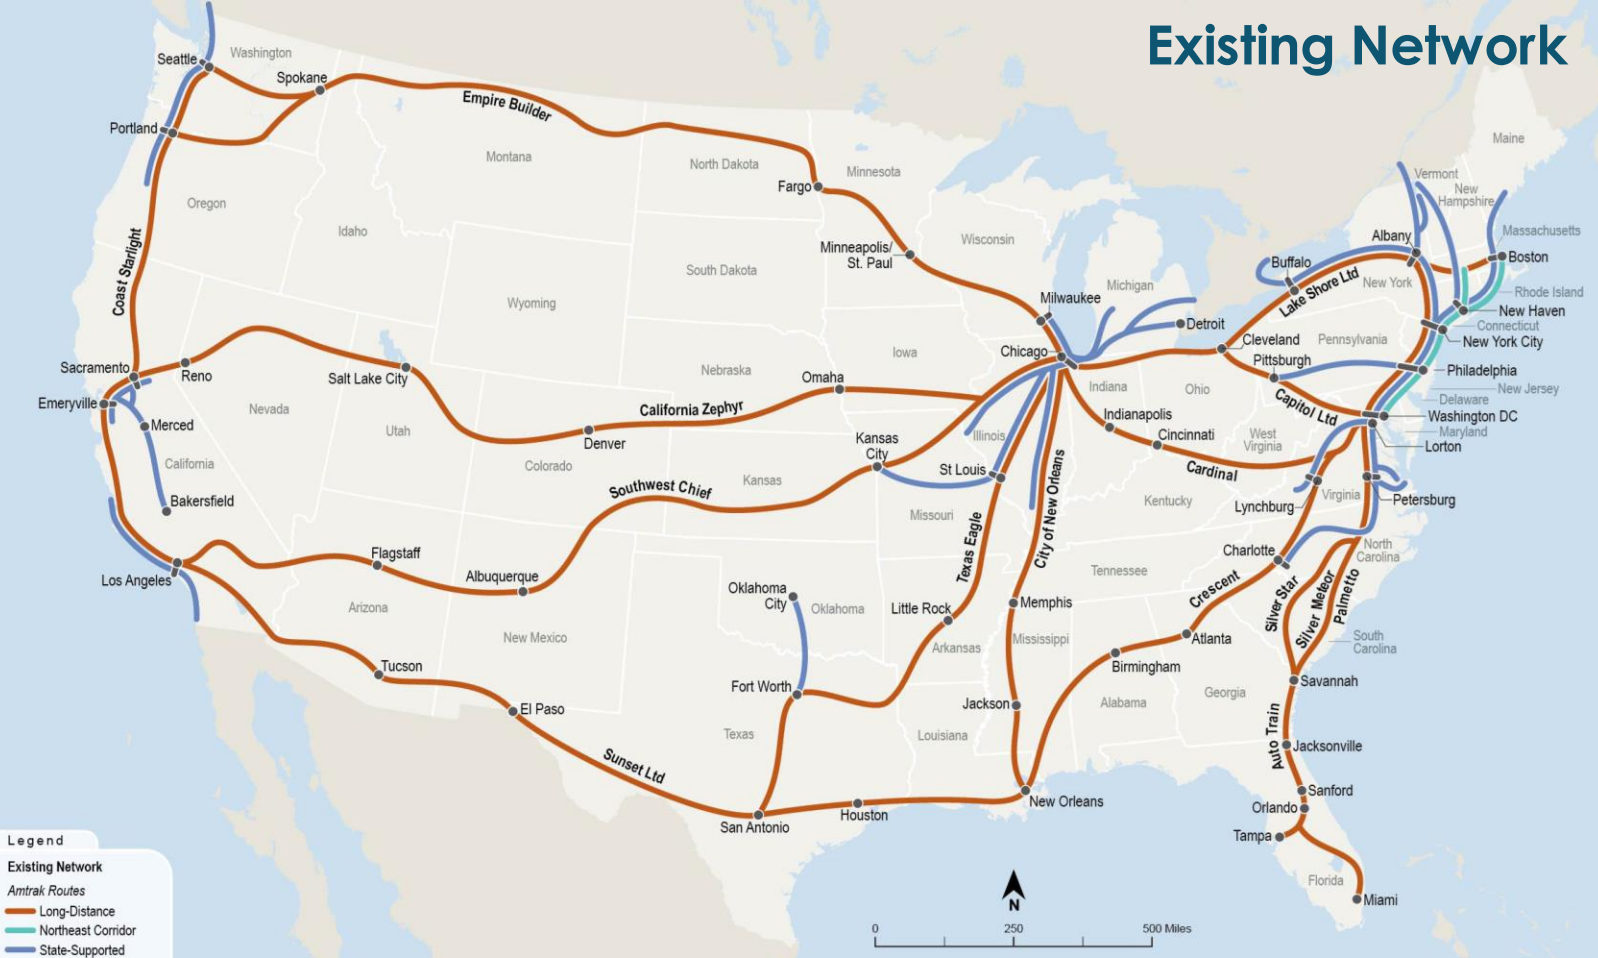 Existing Network
Seattle
Washington
Spokane
Portland
Empire Builder
Montana
North Dakota
Fargo
Minnesota
Maine
Vermont
New
Hampshire
Oregon
Idaho
Coast Starlight
Minneapolis/
St. Paul
Wisconsin
South Dakota
Wyoming
Michigan
Milwaukee
Albany
Massachusetts
Boston
Buffalo
Lake Shore Ltd
New York
Rhode Island
New Haven
Connecticut
New York City
Detroit
Cleveland
Pennsylvania
Pittsburgh
Philadelphia
New Jersey
Delaware
Capitol Ltd
Washington DC
Maryland
Lorton
Sacramento
Reno
Salt Lake City
Emeryville
Nevada
Merced
Utah
California
Bakersfield
Nebraska
Iowa
Omaha
California Zephyr
Denver
Colorado
Chicago
Indiana
Ohio
Indianapolis
Cincinnati
West
Virginia
Cardinal
Illinois
Kansas
City
St Louis
Southwest Chief
Kansas
Missouri
Kentucky
City of New Orleans
Texas Eagle
Lynchburg
Virginia
Petersburg
Charlotte
North
Carolina
Tennessee
Crescent
Silver Star
Silver Meteor
Palmetto
South
Carolina
Los Angeles
Flagstaff
Albuquerque
Arizona
New Mexico
Oklahoma
City
Oklahoma
Little Rock
Arkansas
Memphis
Mississippi
Atlanta
Birmingham
Alabama
Georgia
Savannah
Tucson
El Paso
Fort Worth
Texas
Jackson
Louisiana
Sunset Ltd
San Antonio
Houston
New Orleans
Auto Train
Jacksonville
Sanford
Orlando
Tampa
Florida
Miami
Legend
Existing Network
Amtrak Routes
Long-Distance
Northeast Corridor
State-Supported
N
0 250 500 Miles